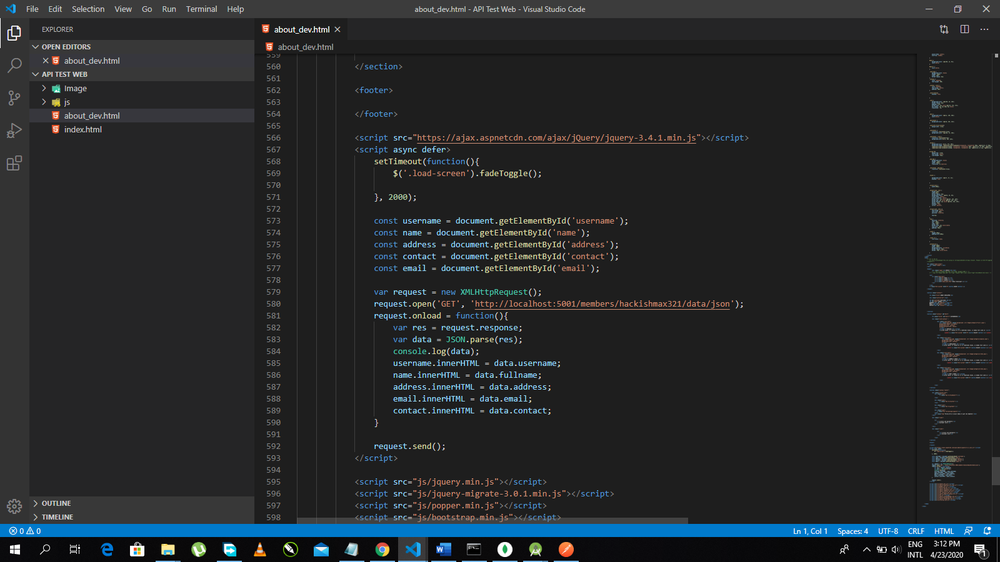 File Edit Selection View Go Run Terminal Help
about_dev.html - API Test Web - Visual Studio Code
EXPLORER
OPEN EDITORS
about_dev.html
API TEST WEB
Image
js
about_dev.html
index.html
OUTLINE
TIMELINE
about_dev.html
about_dev.html
559
560 </section>
561
562 <footer>
563
564 </footer>
565
566 <script src="https://ajax.aspnetcdn.com/ajax/jQuery/jquery-3.4.1.min.js"></script>
567 <script async defer>
568 setTimeout(function(){
569 $('.load-screen').fadeToggle();
570
571 }, 2000);
572
573 const username = document.getElementById('username');
574 const name = document.getElementById('name');
575 const address = document.getElementById('address');
576 const contact = document.getElementById('contact');
577 const email = document.getElementById('email');
578
579 var request = new XMLHttpRequest();
580 request.open('GET', 'http://localhost:5001/members/hackishmax321/data/json');
581 request.onload = function(){
582 var res = request.response;
583 var data = JSON.parse(res);
584 console.log(data);
585 username.innerHTML = data.username;
586 name.innerHTML = data.fullname;
587 address.innerHTML = data.address;
588 email.innerHTML = data.email;
589 contact.innerHTML = data.contact;
590 }
591
592 request.send();
593 </script>
594
595 <script src="js/jquery.min.js"></script>
596 <script src="js/jquery-migrate-3.0.1.min.js"></script>
597 <script src="js/popper.min.js"></script>
598 <script src="js/bootstrap.min.js"></script>
0 0
Ln 1, Col 1 Spaces: 4 UTF-8 CRLF HTML
ENG
INTL
3:12 PM
4/23/2020
1